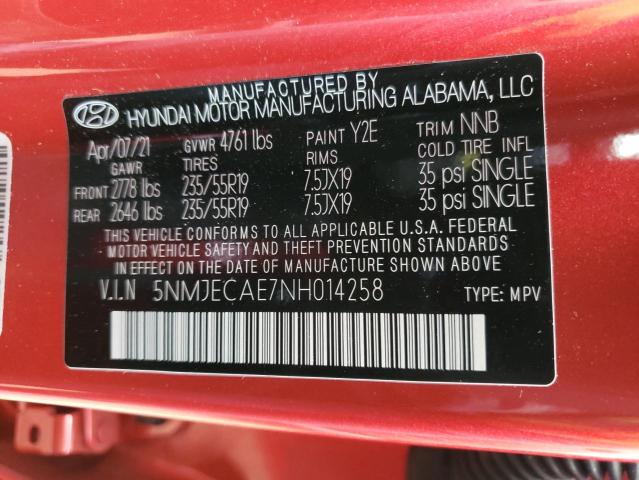 MANUFACTURED BY
HYUNDAI MOTOR MANUFACTURING ALABAMA, LLC
Apr/07/21 GVWR 4761 lbs PAINT Y2E TRIM NNB
GAWR TIRES RIMS COLD TIRE INFL
FRONT 2778 lbs 235/55R19 7.5JX19 35 psi SINGLE
REAR 2646 lbs 235/55R19 7.5JX19 35 psi SINGLE
THIS VEHICLE CONFORMS TO ALL APPLICABLE U.S.A. FEDERAL
MOTOR VEHICLE SAFETY AND THEFT PREVENTION STANDARDS
IN EFFECT ON THE DATE OF MANUFACTURE SHOWN ABOVE.
V.I.N 5NMJECAE7NH014258 TYPE: MPV